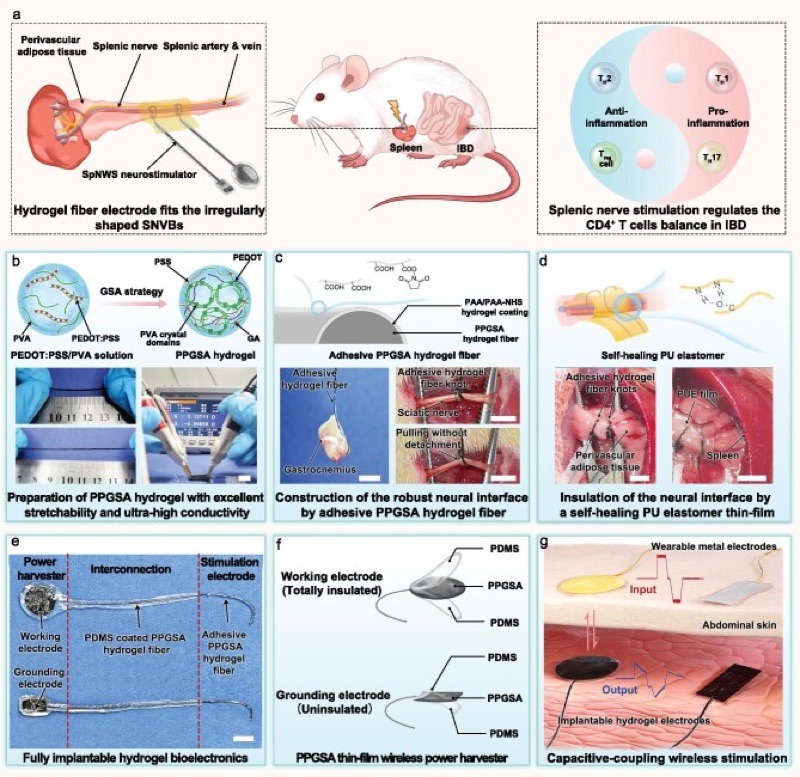 a
Perivascular
adipose tissue
Splenic nerve
Splenic artery & vein
SpNWS neurostimulator
Hydrogel fiber electrode fits the irregularly
shaped SNVBs
Spleen
IBD
TH2
TH1
Anti-
inflammation
Pro-
inflammation
Treg
cell
TH17
Splenic nerve stimulation regulates the
CD4+ T cells balance in IBD
b
PSS
PEDOT
GSA strategy
PVA
PEDOT:PSS
PVA crystal
domains
GA
PEDOT:PSS/PVA solution
PPGSA hydrogel
10 11 12 13
Preparation of PPGSA hydrogel with excellent
stretchability and ultra-high conductivity
c
COOH
COOH
COOH
COO
PAA/PAA-NHS
hydrogel coating
PPGSA
hydrogel fiber
Adhesive PPGSA hydrogel fiber
Adhesive
hydrogel fiber
Gastrocnemius
Adhesive hydrogel
fiber knot
Sciatic nerve
Pulling without
detachment
Construction of the robust neural interface
by adhesive PPGSA hydrogel fiber
d
Self-healing PU elastomer
Adhesive hydrogel
fiber knots
Perivascular
adipose tissue
PUE film
Spleen
Insulation of the neural interface by
a self-healing PU elastomer thin-film
e
Power
harvester
Interconnection
Stimulation
electrode
Working
electrode
PDMS coated PPGSA
hydrogel fiber
Adhesive
PPGSA
hydrogel
fiber
Grounding
electrode
Fully implantable hydrogel bioelectronics
f
PDMS
Working electrode
(Totally insulated)
PPGSA
PDMS
PDMS
Grounding electrode
(Uninsulated)
PPGSA
PDMS
PPGSA thin-film wireless power harvester
g
Wearable metal electrodes
Input
Abdominal skin
Output
Implantable hydrogel electrodes
Capacitive-coupling wireless stimulation